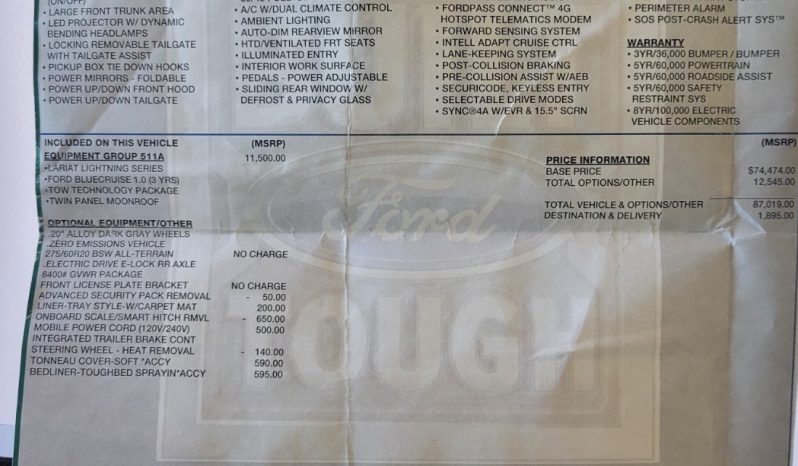 (ON/OFF)
• LARGE FRONT TRUNK AREA
• LED PROJECTOR W/ DYNAMIC
BENDING HEADLAMPS
• LOCKING REMOVABLE TAILGATE
WITH TAILGATE ASSIST
• PICKUP BOX TIE DOWN HOOKS
• POWER MIRRORS - FOLDABLE
• POWER UP/DOWN FRONT HOOD
• POWER UP/DOWN TAILGATE
• A/C W/DUAL CLIMATE CONTROL
• AMBIENT LIGHTING
• AUTO-DIM REARVIEW MIRROR
• HTD/VENTILATED FRT SEATS
• ILLUMINATED ENTRY
• INTERIOR WORK SURFACE
• PEDALS - POWER ADJUSTABLE
• SLIDING REAR WINDOW W/
DEFROST & PRIVACY GLASS
• FORDPASS CONNECT™ 4G
HOTSPOT TELEMATICS MODEM
• FORWARD SENSING SYSTEM
• INTELL ADAPT CRUISE CTRL
• LANE-KEEPING SYSTEM
• POST-COLLISION BRAKING
• PRE-COLLISION ASSIST W/AEB
• SECURICODE, KEYLESS ENTRY
• SELECTABLE DRIVE MODES
• SYNC®4A W/EVR & 15.5" SCRN
• PERIMETER ALARM
• SOS POST-CRASH ALERT SYS™
WARRANTY
• 3YR/36,000 BUMPER / BUMPER
• 5YR/60,000 POWERTRAIN
• 5YR/60,000 ROADSIDE ASSIST
• 5YR/60,000 SAFETY
RESTRAINT SYS
• 8YR/100,000 ELECTRIC
VEHICLE COMPONENTS
INCLUDED ON THIS VEHICLE (MSRP)
EQUIPMENT GROUP 511A 11,500.00
•LARIAT LIGHTNING SERIES
•FORD BLUECRUISE 1.0 (3 YRS)
•TOW TECHNOLOGY PACKAGE
•TWIN PANEL MOONROOF
OPTIONAL EQUIPMENT/OTHER
.20" ALLOY DARK GRAY WHEELS
.ZERO EMISSIONS VEHICLE
275/60R20 BSW ALL-TERRAIN NO CHARGE
.ELECTRIC DRIVE E-LOCK RR AXLE
8400# GVWR PACKAGE
FRONT LICENSE PLATE BRACKET NO CHARGE
ADVANCED SECURITY PACK REMOVAL - 50.00
LINER-TRAY STYLE-W/CARPET MAT 200.00
ONBOARD SCALE/SMART HITCH RMVL - 650.00
MOBILE POWER CORD (120V/240V) 500.00
INTEGRATED TRAILER BRAKE CONT
STEERING WHEEL - HEAT REMOVAL - 140.00
TONNEAU COVER-SOFT *ACCY 590.00
BEDLINER-TOUGHBED SPRAYIN*ACCY 595.00
(MSRP)
PRICE INFORMATION
BASE PRICE $74,474.00
TOTAL OPTIONS/OTHER 12,545.00
TOTAL VEHICLE & OPTIONS/OTHER 87,019.00
DESTINATION & DELIVERY 1,895.00
Ford
TOUGH